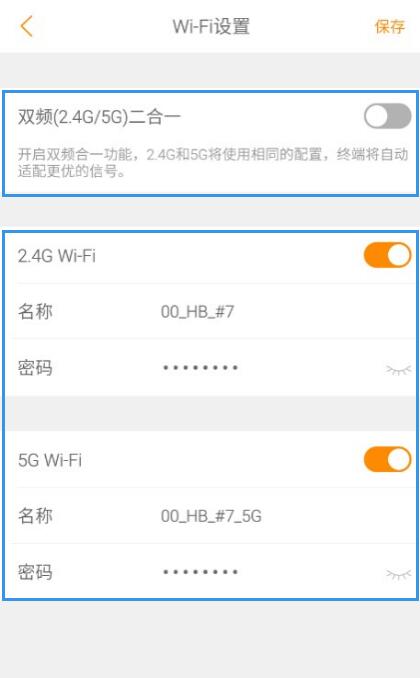 Wi-Fi设置
保存
双频(2.4G/5G)二合一
开启双频合一功能，2.4G和5G将使用相同的配置，终端将自动
适配更优的信号。
2.4G Wi-Fi
名称 00_HB_#7
密码 ••••••••
5G Wi-Fi
名称 00_HB_#7_5G
密码 ••••••••